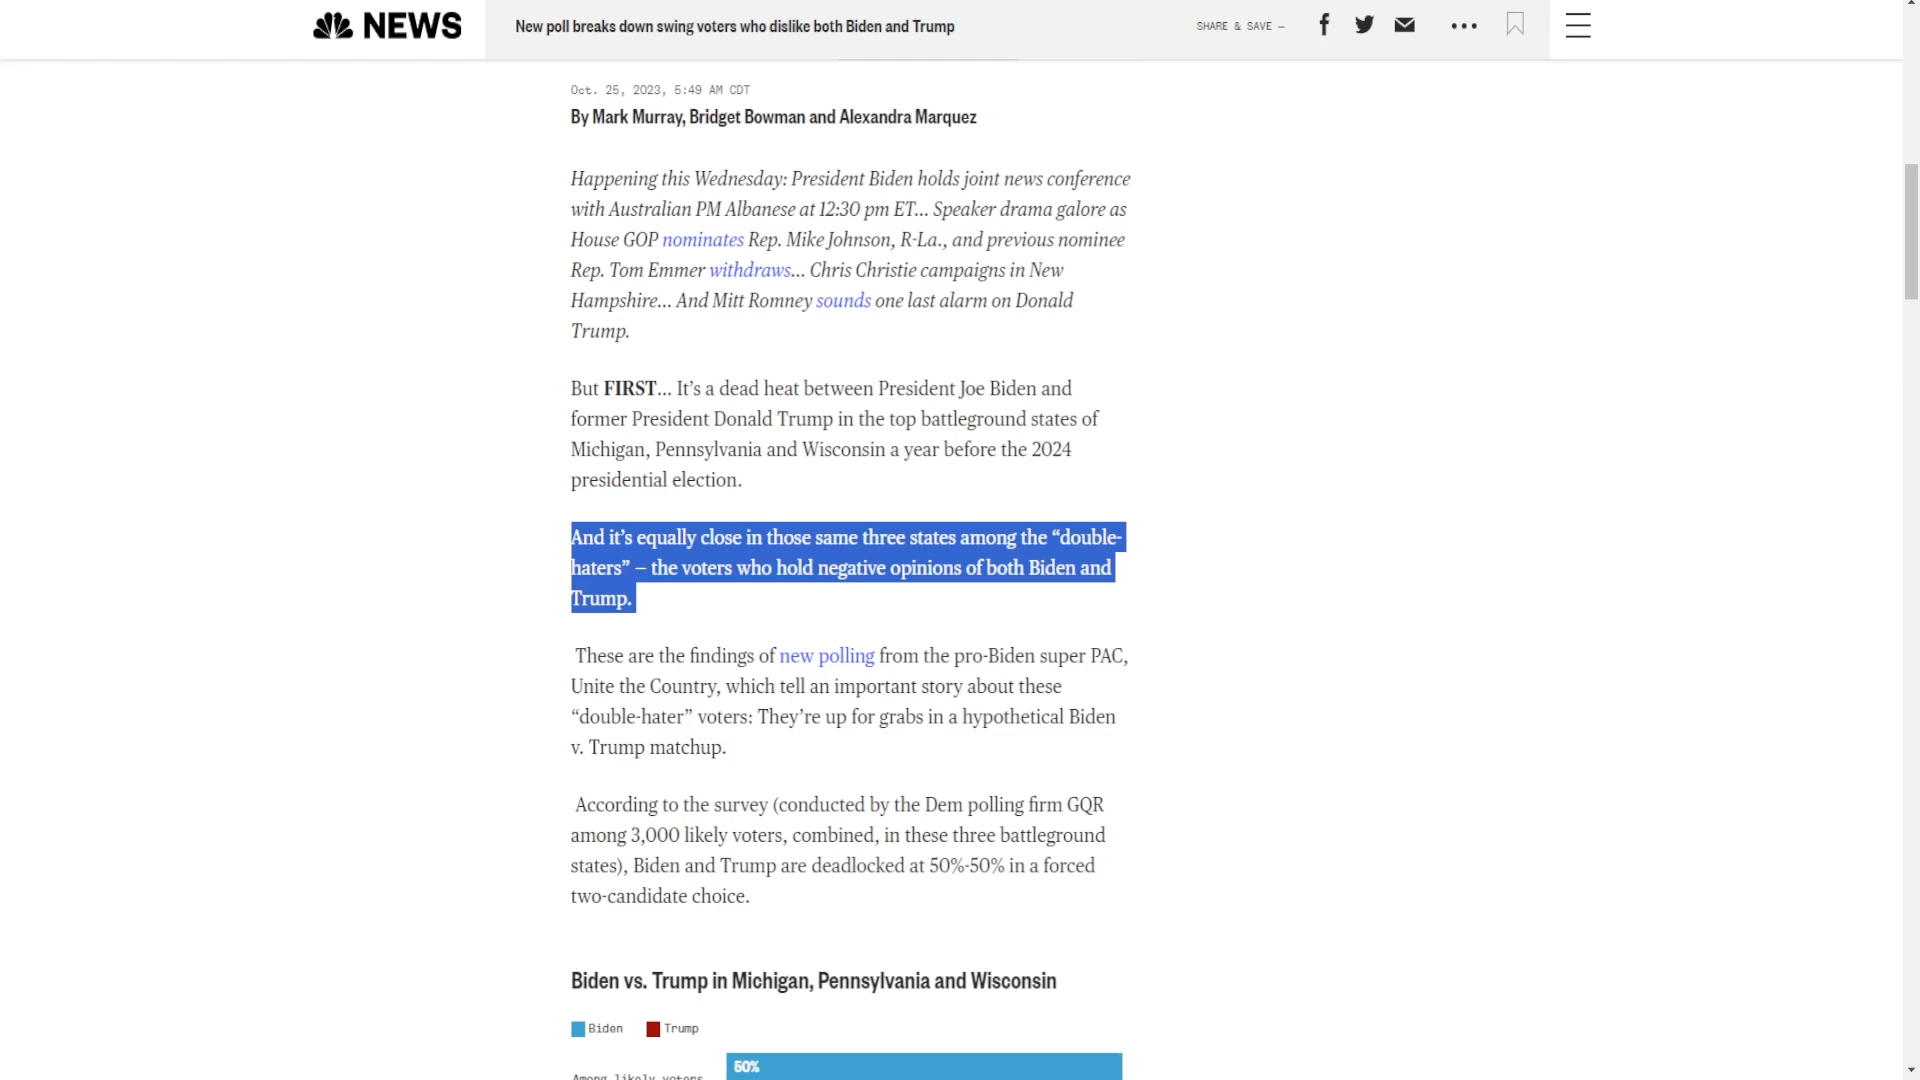 NEWS
New poll breaks down swing voters who dislike both Biden and Trump
SHARE & SAVE —
Oct. 25, 2023, 5:49 AM CDT
By Mark Murray, Bridget Bowman and Alexandra Marquez
Happening this Wednesday: President Biden holds joint news conference
with Australian PM Albanese at 12:30 pm ET... Speaker drama galore as
House GOP nominates Rep. Mike Johnson, R-La., and previous nominee
Rep. Tom Emmer withdraws... Chris Christie campaigns in New
Hampshire... And Mitt Romney sounds one last alarm on Donald
Trump.
But FIRST... It’s a dead heat between President Joe Biden and
former President Donald Trump in the top battleground states of
Michigan, Pennsylvania and Wisconsin a year before the 2024
presidential election.
And it’s equally close in those same three states among the “double-
haters” – the voters who hold negative opinions of both Biden and
Trump.
These are the findings of new polling from the pro-Biden super PAC,
Unite the Country, which tell an important story about these
“double-hater” voters: They’re up for grabs in a hypothetical Biden
v. Trump matchup.
According to the survey (conducted by the Dem polling firm GQR
among 3,000 likely voters, combined, in these three battleground
states), Biden and Trump are deadlocked at 50%-50% in a forced
two-candidate choice.
Biden vs. Trump in Michigan, Pennsylvania and Wisconsin
Biden Trump
50%
Among likely voters